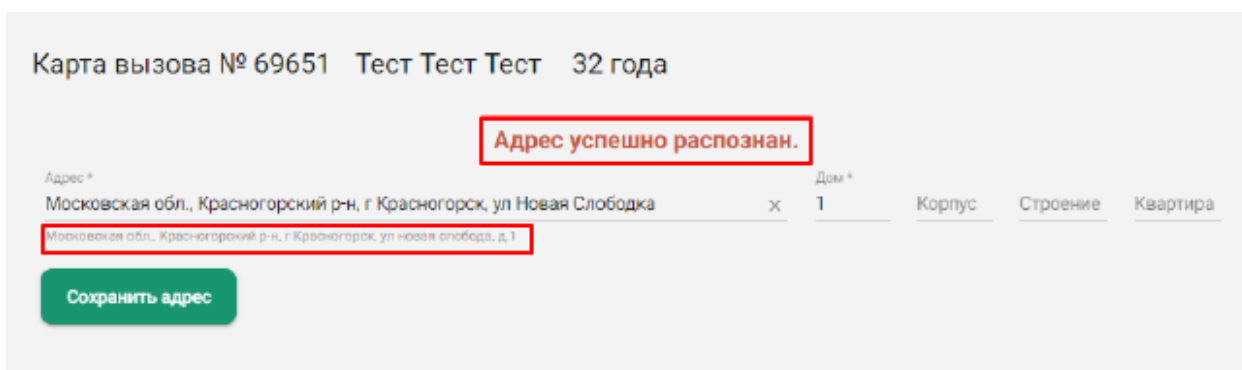 Карта вызова № 69651 Тест Тест Тест 32 года
Адрес успешно распознан.
Адрес * Дом *
Московская обл., Красногорский р-н, г Красногорск, ул Новая Слободка × 1 Корпус Строение Квартира
Московская обл., Красногорский р-н, г Красногорск, ул новая слобода, д 1
Сохранить адрес